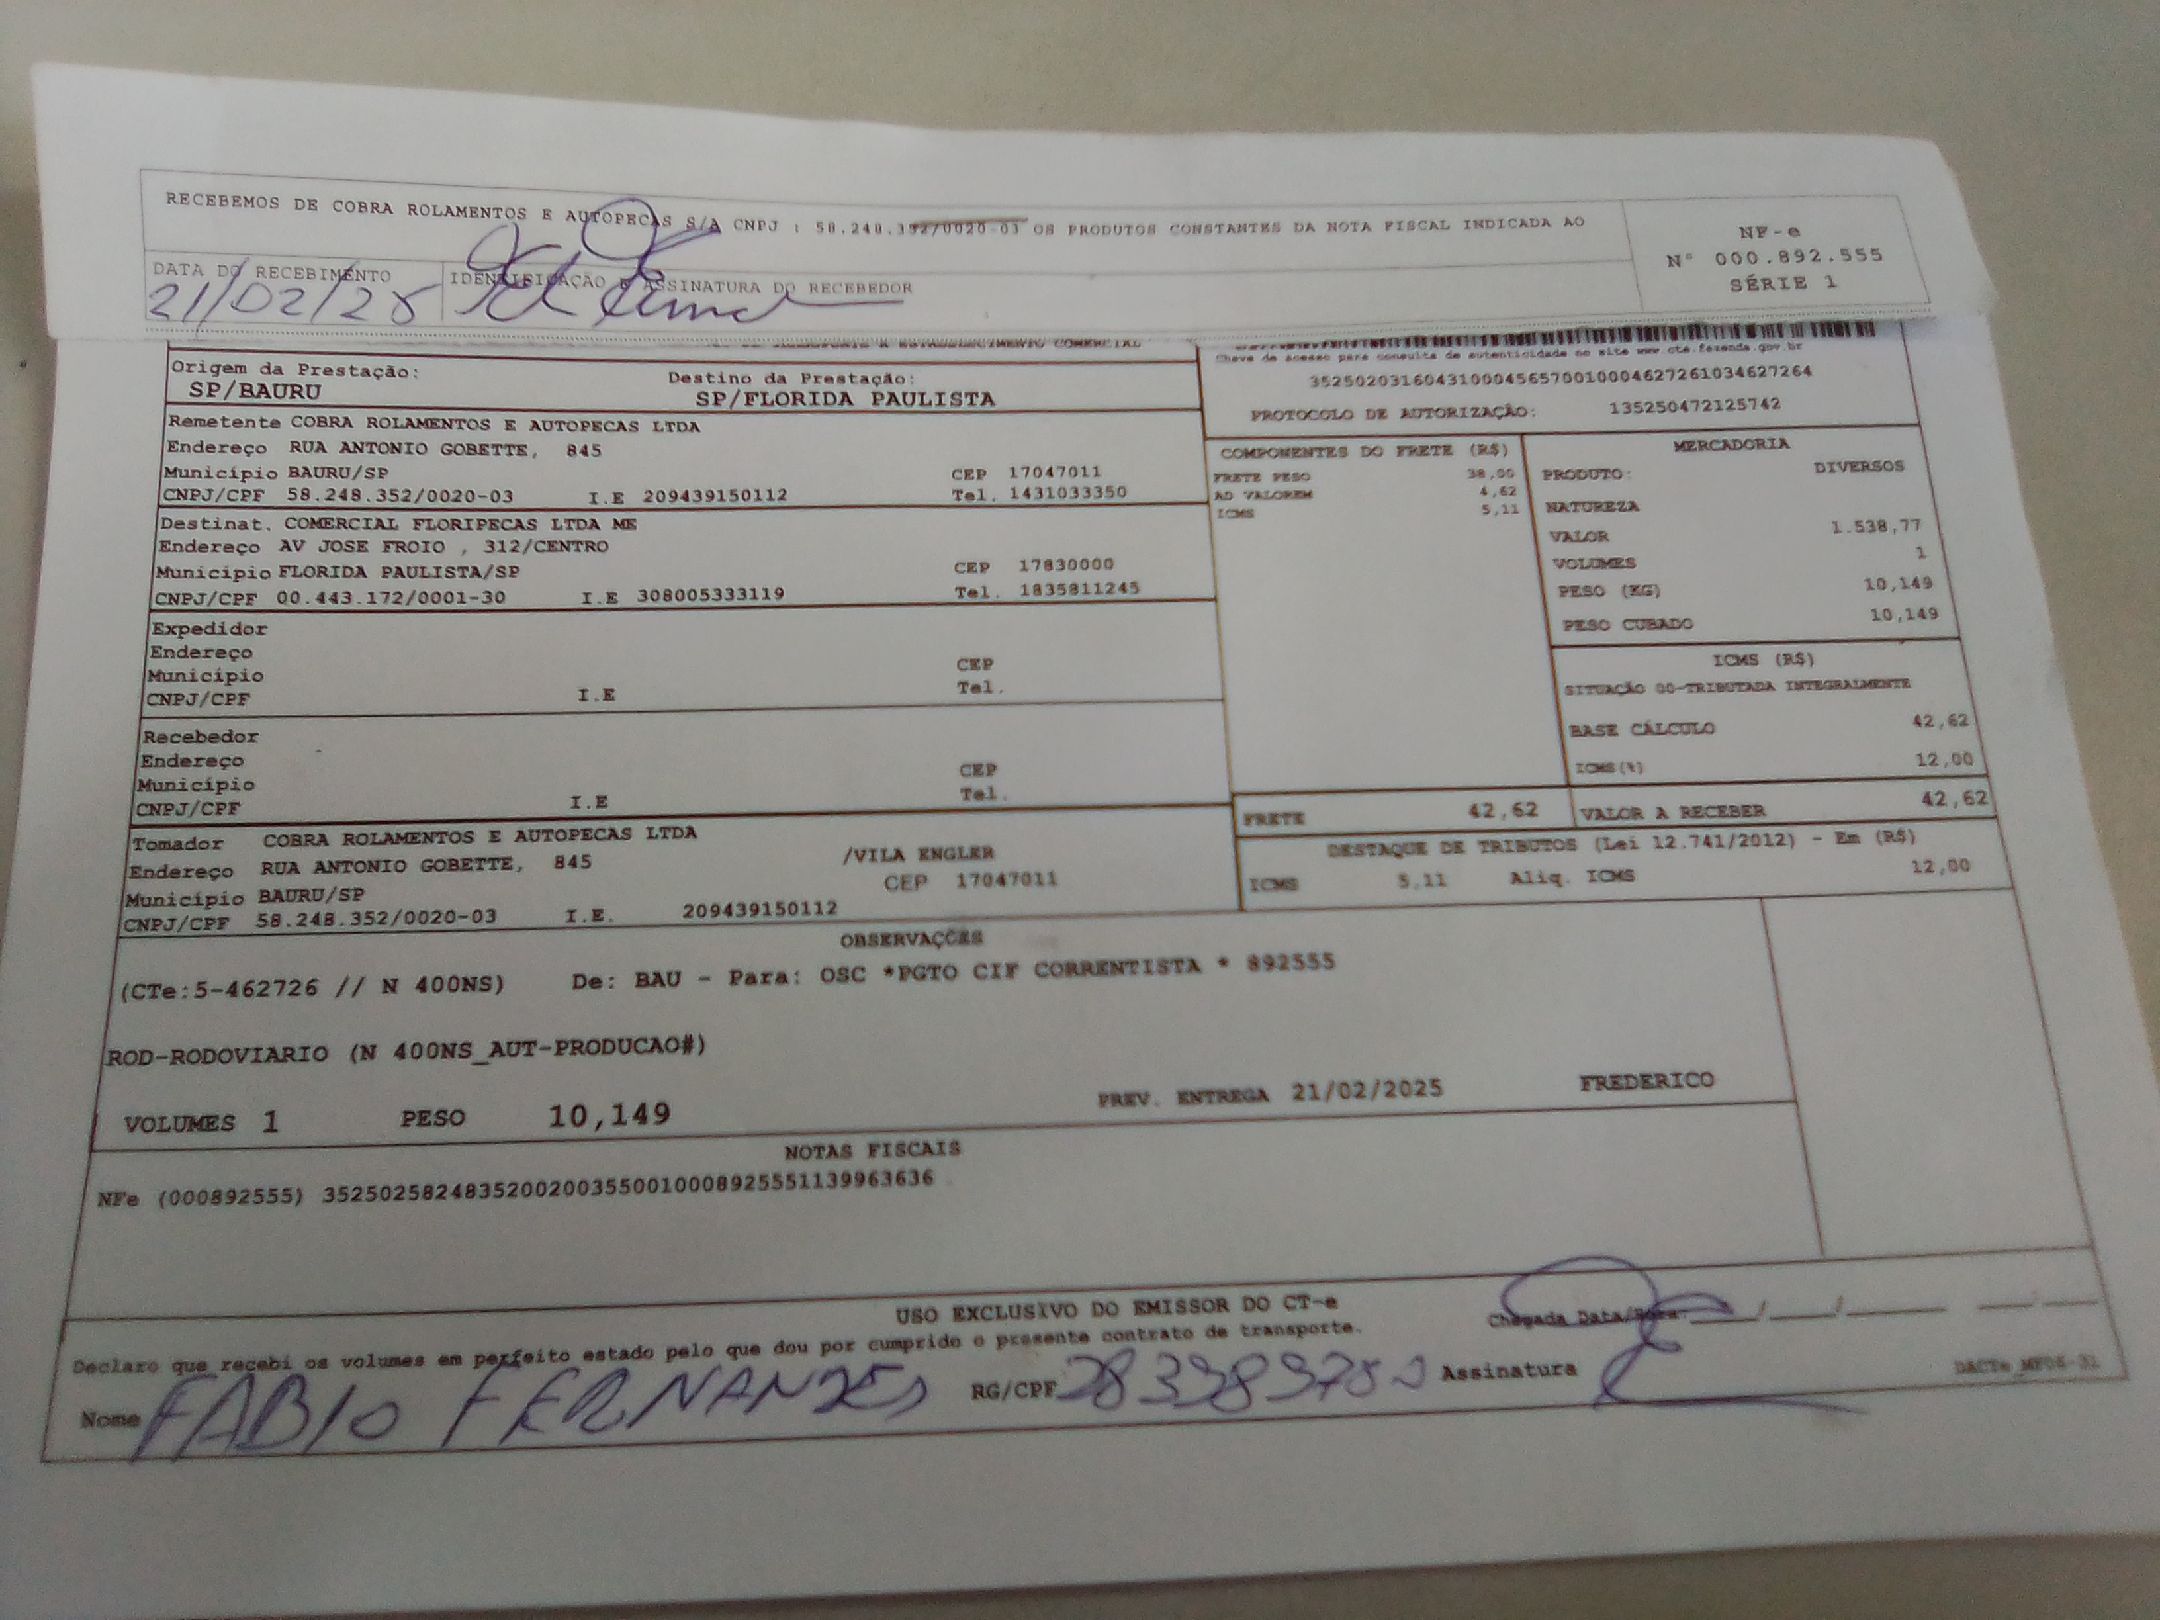 RECEBEMOS DE COBRA ROLAMENTOS E AUTOPECAS S/A CNPJ : 58.248.352/0020-03 OS PRODUTOS CONSTANTES DA NOTA FISCAL INDICADA AO
NF-e
N° 000.892.555
SÉRIE 1
DATA DO RECEBIMENTO
IDENTIFICAÇÃO E ASSINATURA DO RECEBEDOR
21/02/25
Chave de acesso para consulta de autenticidade no site www.cte.fazenda.gov.br
35250203160431000456570010004627261034627264
PROTOCOLO DE AUTORIZAÇÃO: 135250472125742
Origem da Prestação:
SP/BAURU
Destino da Prestação:
SP/FLORIDA PAULISTA
Remetente COBRA ROLAMENTOS E AUTOPECAS LTDA
Endereço RUA ANTONIO GOBETTE, 845
Município BAURU/SP CEP 17047011
CNPJ/CPF 58.248.352/0020-03 I.E 209439150112 Tel. 1431033350
Destinat. COMERCIAL FLORIPECAS LTDA ME
Endereço AV JOSE FROIO , 312/CENTRO
Município FLORIDA PAULISTA/SP CEP 17830000
CNPJ/CPF 00.443.172/0001-30 I.E 308005333119 Tel. 1835811245
Expedidor
Endereço
Município CEP
CNPJ/CPF I.E Tel.
Recebedor
Endereço
Município CEP
CNPJ/CPF I.E Tel.
Tomador COBRA ROLAMENTOS E AUTOPECAS LTDA
Endereço RUA ANTONIO GOBETTE, 845 /VILA ENGLER
Município BAURU/SP CEP 17047011
CNPJ/CPF 58.248.352/0020-03 I.E. 209439150112
COMPONENTES DO FRETE (R$)
FRETE PESO 38,00
AD VALOREM 4,62
ICMS 5,11
MERCADORIA
PRODUTO: DIVERSOS
NATUREZA
VALOR 1.538,77
VOLUMES 1
PESO (KG) 10,149
PESO CUBADO 10,149
ICMS (R$)
SITUAÇÃO 00-TRIBUTADA INTEGRALMENTE
BASE CÁLCULO 42,62
ICMS(%) 12,00
FRETE 42,62 VALOR A RECEBER 42,62
DESTAQUE DE TRIBUTOS (Lei 12.741/2012) - Em (R$)
ICMS 5,11 Aliq. ICMS 12,00
OBSERVAÇÕES
(CTe:5-462726 // N 400NS) De: BAU - Para: OSC *PGTO CIF CORRENTISTA * 892555
ROD-RODOVIARIO (N 400NS_AUT-PRODUCAO#)
VOLUMES 1 PESO 10,149 PREV. ENTREGA 21/02/2025 FREDERICO
NOTAS FISCAIS
NFe (000892555) 35250258248352002003550010008925551139963636
USO EXCLUSIVO DO EMISSOR DO CT-e
Chegada Data/Hora: / /
Declaro que recebi os volumes em perfeito estado pelo que dou por cumprido o presente contrato de transporte.
Nome FABIO FERNANDES RG/CPF Assinatura